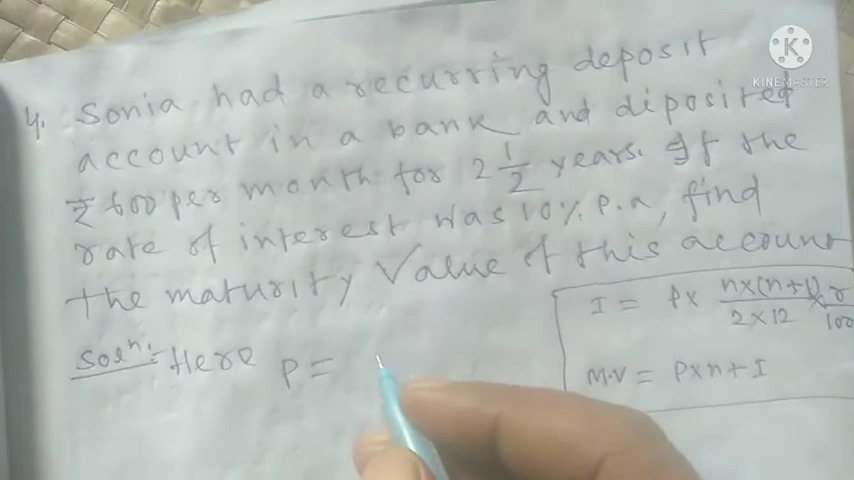 4. Sonia had a recurring deposit
account in a bank and diposited
₹ 600 per month for 2 1/2 years. If the
rate of interest was 10% p.a, find
the maturity value of this account
I = P x n x (n+1) / 2 x 12 x r / 100
Soln:- Here P =
M.V = P x n + I
K
KINEMASTER